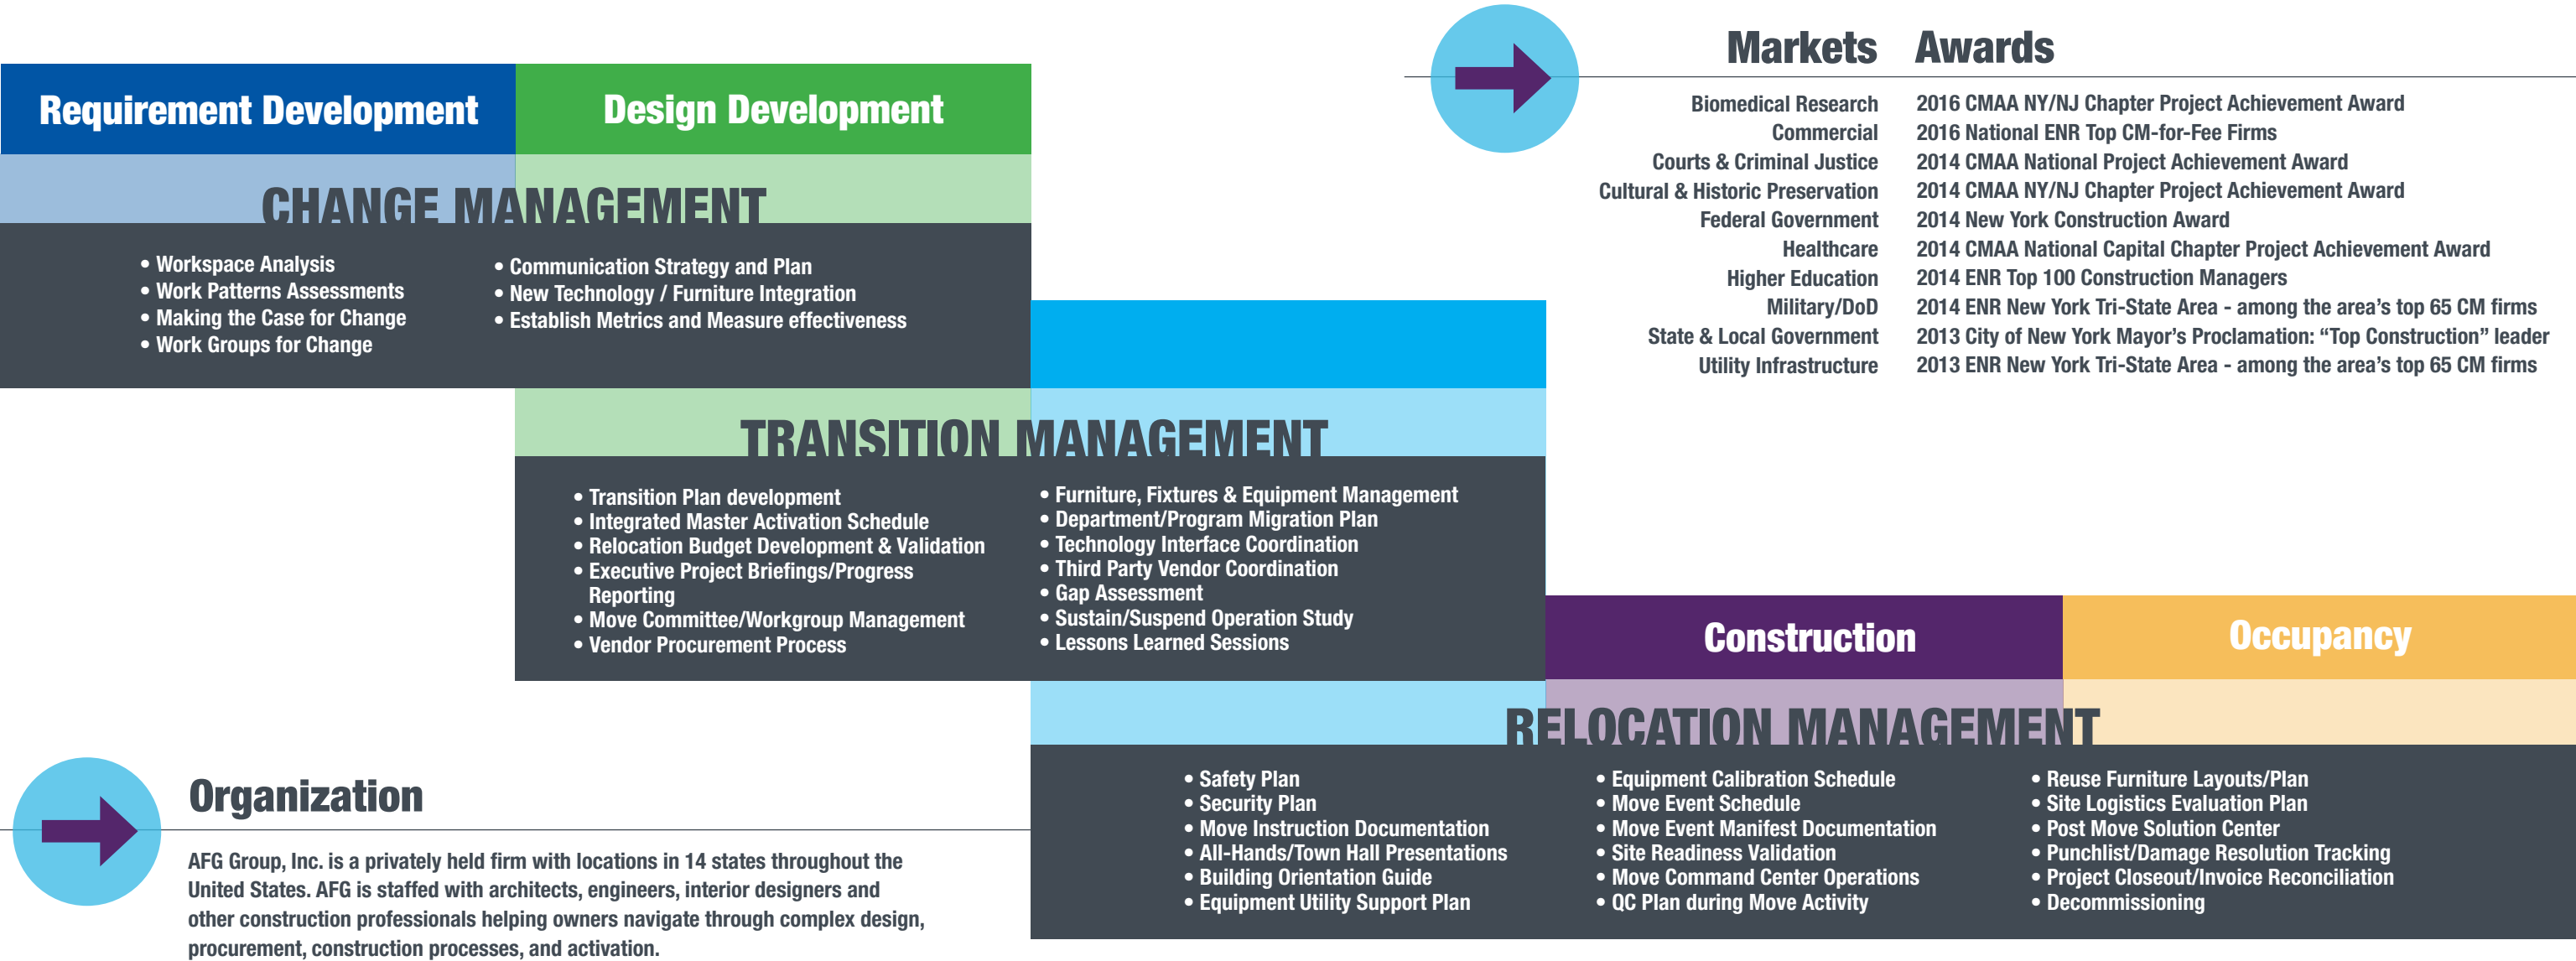 Requirement Development
Design Development
CHANGE MANAGEMENT
• Workspace Analysis
• Work Patterns Assessments
• Making the Case for Change
• Work Groups for Change
• Communication Strategy and Plan
• New Technology / Furniture Integration
• Establish Metrics and Measure effectiveness
Markets
Biomedical Research
Commercial
Courts & Criminal Justice
Cultural & Historic Preservation
Federal Government
Healthcare
Higher Education
Military/DoD
State & Local Government
Utility Infrastructure
Awards
2016 CMAA NY/NJ Chapter Project Achievement Award
2016 National ENR Top CM-for-Fee Firms
2014 CMAA National Project Achievement Award
2014 CMAA NY/NJ Chapter Project Achievement Award
2014 New York Construction Award
2014 CMAA National Capital Chapter Project Achievement Award
2014 ENR Top 100 Construction Managers
2014 ENR New York Tri-State Area - among the area’s top 65 CM firms
2013 City of New York Mayor’s Proclamation: “Top Construction” leader
2013 ENR New York Tri-State Area - among the area’s top 65 CM firms
TRANSITION MANAGEMENT
• Transition Plan development
• Integrated Master Activation Schedule
• Relocation Budget Development & Validation
• Executive Project Briefings/Progress
Reporting
• Move Committee/Workgroup Management
• Vendor Procurement Process
• Furniture, Fixtures & Equipment Management
• Department/Program Migration Plan
• Technology Interface Coordination
• Third Party Vendor Coordination
• Gap Assessment
• Sustain/Suspend Operation Study
• Lessons Learned Sessions
Construction
Occupancy
RELOCATION MANAGEMENT
• Safety Plan
• Security Plan
• Move Instruction Documentation
• All-Hands/Town Hall Presentations
• Building Orientation Guide
• Equipment Utility Support Plan
• Equipment Calibration Schedule
• Move Event Schedule
• Move Event Manifest Documentation
• Site Readiness Validation
• Move Command Center Operations
• QC Plan during Move Activity
• Reuse Furniture Layouts/Plan
• Site Logistics Evaluation Plan
• Post Move Solution Center
• Punchlist/Damage Resolution Tracking
• Project Closeout/Invoice Reconciliation
• Decommissioning
Organization
AFG Group, Inc. is a privately held firm with locations in 14 states throughout the
United States. AFG is staffed with architects, engineers, interior designers and
other construction professionals helping owners navigate through complex design,
procurement, construction processes, and activation.